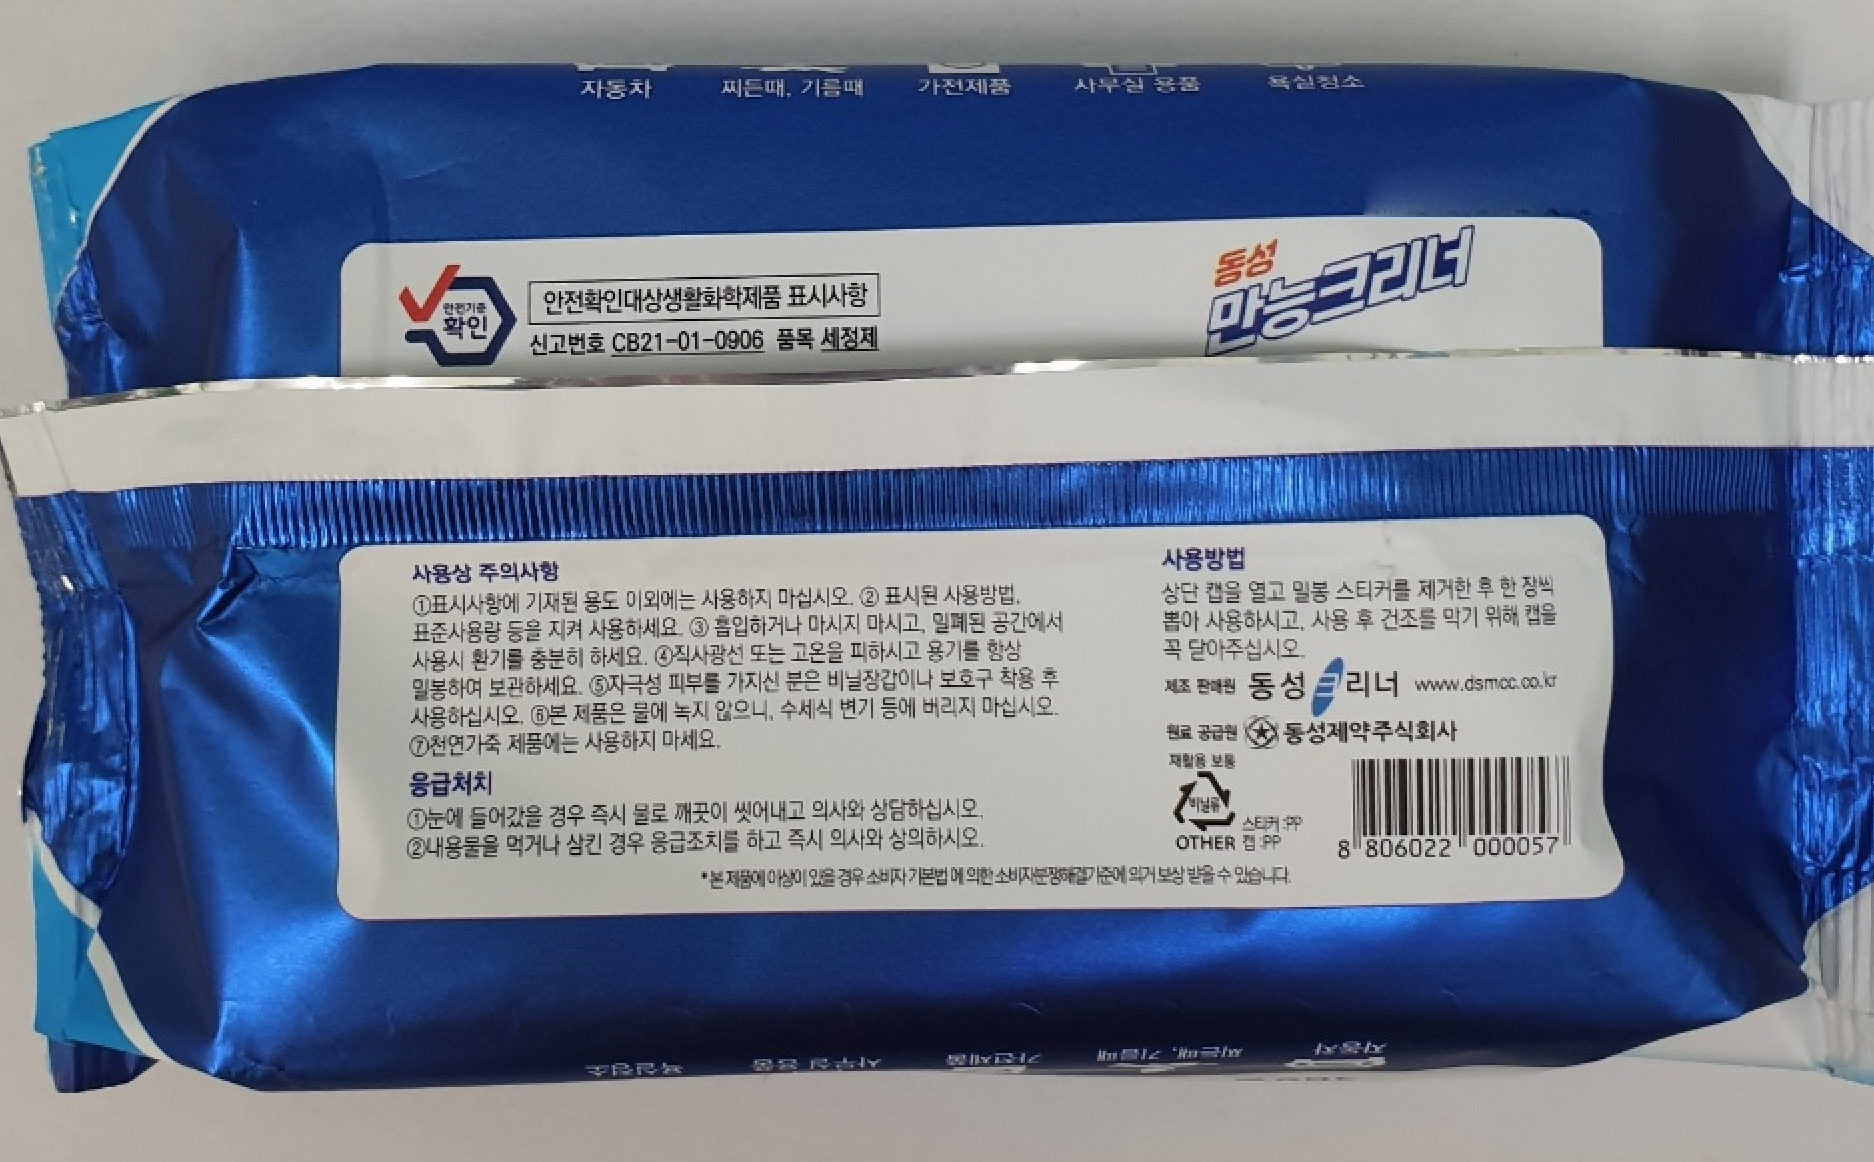 자동차 찌든때, 기름때 가전제품 사무실 용품 욕실청소
안전기준
확인
안전확인대상생활화학제품 표시사항
신고번호 CB21-01-0906 품목 세정제
동성
만능크리너
사용상 주의사항
①표시사항에 기재된 용도 이외에는 사용하지 마십시오. ② 표시된 사용방법,
표준사용량 등을 지켜 사용하세요. ③ 흡입하거나 마시지 마시고, 밀폐된 공간에서
사용시 환기를 충분히 하세요. ④직사광선 또는 고온을 피하시고 용기를 항상
밀봉하여 보관하세요. ⑤자극성 피부를 가지신 분은 비닐장갑이나 보호구 착용 후
사용하십시오. ⑥본 제품은 물에 녹지 않으니, 수세식 변기 등에 버리지 마십시오.
⑦천연가죽 제품에는 사용하지 마세요.
응급처치
①눈에 들어갔을 경우 즉시 물로 깨끗이 씻어내고 의사와 상담하십시오.
②내용물을 먹거나 삼킨 경우 응급조치를 하고 즉시 의사와 상의하시오.
사용방법
상단 캡을 열고 밀봉 스티커를 제거한 후 한 장씩
뽑아 사용하시고, 사용 후 건조를 막기 위해 캡을
꼭 닫아주십시오.
제조 판매원 동성크리너 www.dsmcc.co.kr
원료 공급원 동성제약주식회사
재활용 보통
비닐류
OTHER
스티커:PP
캡:PP
8 806022 000057
*본 제품에 이상이 있을 경우 소비자 기본법에 의한 소비자분쟁해결기준에 의거 보상 받을 수 있습니다.
욕실청소 사무실 용품 가전제품 찌든때, 기름때 자동차